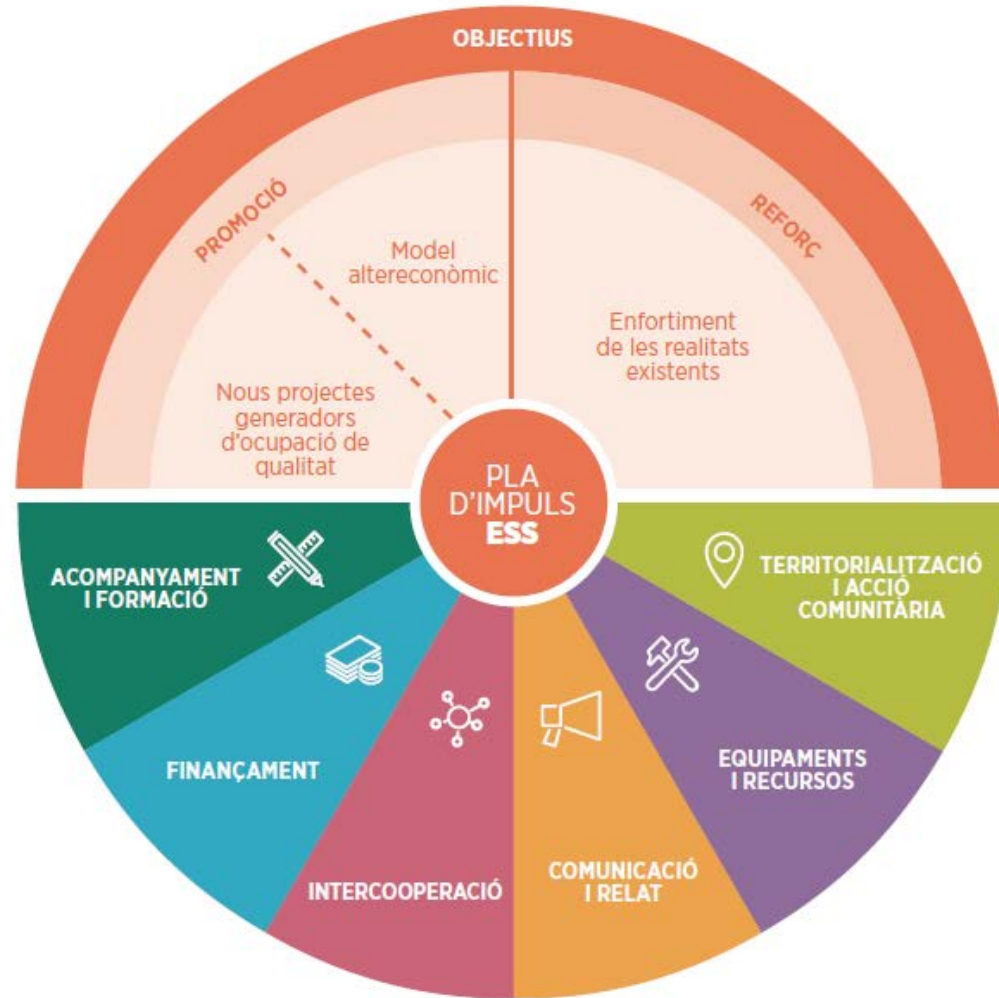 OBJECTIUS
PROMOCIÓ
REFORÇ
Model
altereconòmic
Enfortiment
de les realitats
existents
Nous projectes
generadors
d'ocupació de
qualitat
PLA
D'IMPULS
ESS
ACOMPANYAMENT
I FORMACIÓ
FINANÇAMENT
INTERCOOPERACIÓ
COMUNICACIÓ
I RELAT
EQUIPAMENTS
I RECURSOS
TERRITORIALITZACIÓ
I ACCIÓ
COMUNITÀRIA